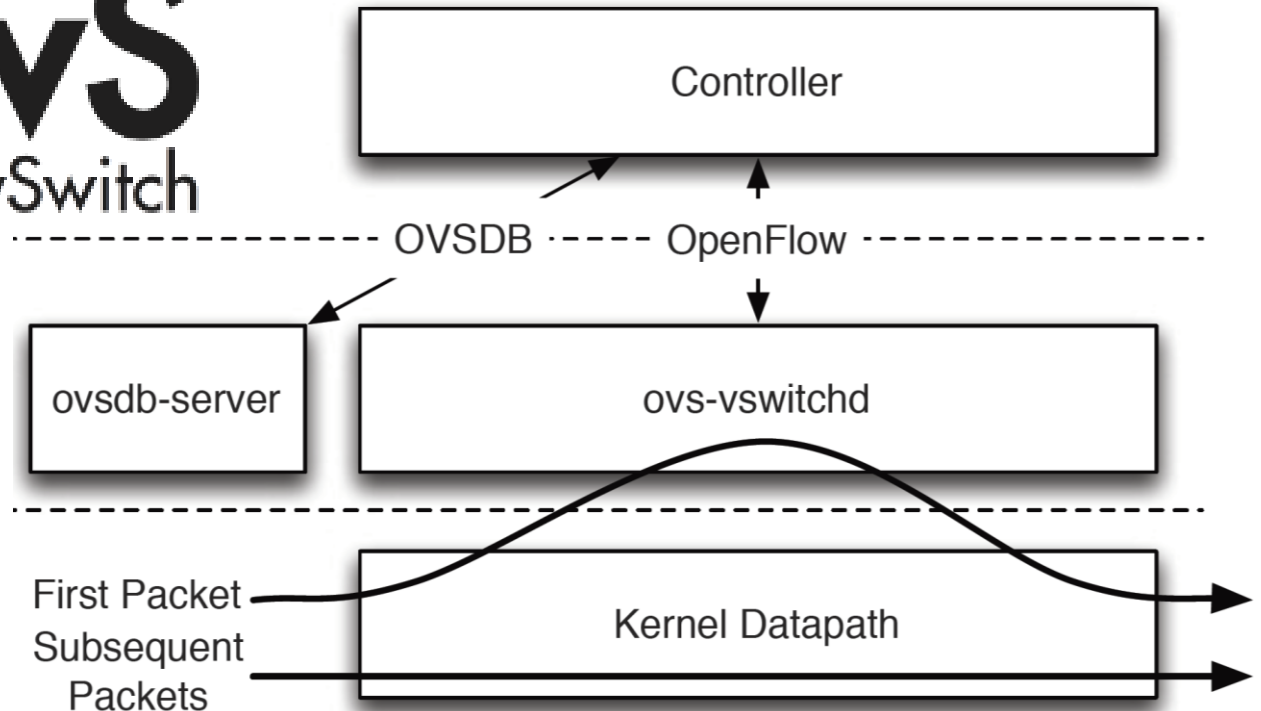 vS
vSwitch
Controller
OVSDB
OpenFlow
ovsdb-server
ovs-vswitchd
First Packet
Subsequent
Packets
Kernel Datapath